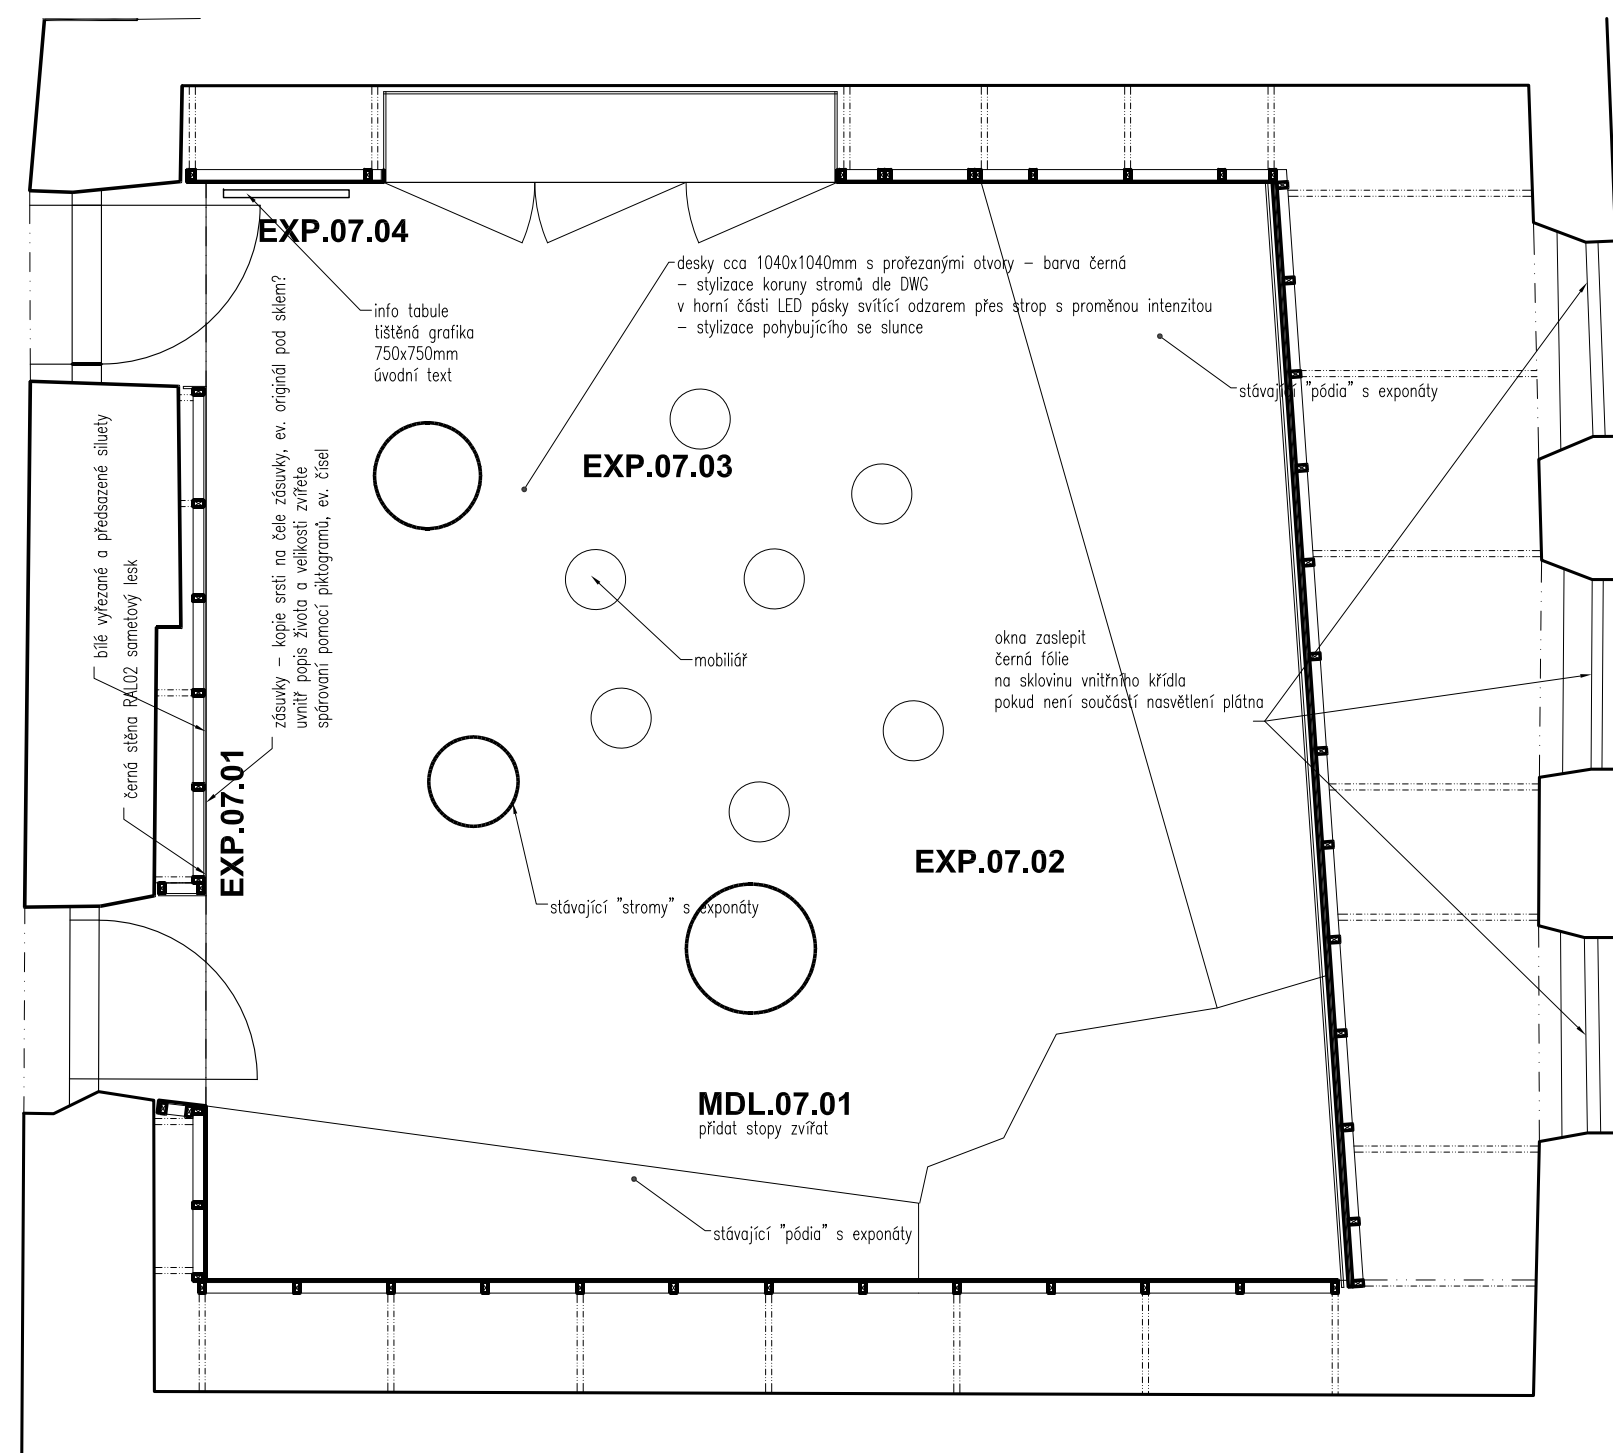 EXP.07.04
desky cca 1040x1040mm s prořezanými otvory – barva černá
– stylizace koruny stromů dle DWG
v horní části LED pásky svítící odzarem přes strop s proměnou intenzitou
– stylizace pohybujícího se slunce
info tabule
tištěná grafika
750x750mm
úvodní text
stávající "pódia" s exponáty
EXP.07.03
bílé vyřezané a předsazené siluety
černá stěna RAL02 sametový lesk
zásuvky – kopie srsti na čele zásuvky, ev. originál pod sklem?
uvnitř popis života a velikosti zvířete
spárovaní pomocí piktogramů, ev. čísel
EXP.07.01
mobiliář
okna zaslepit
černá fólie
na sklovinu vnitřního křídla
pokud není součástí nasvětlení plátna
EXP.07.02
stávající "stromy" s exponáty
MDL.07.01
přidat stopy zvířat
stávající "pódia" s exponáty